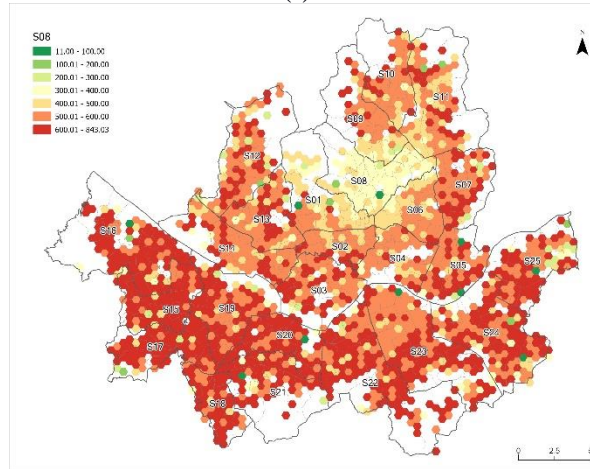 S08
11.00 - 100.00
100.01 - 200.00
200.01 - 300.00
300.01 - 400.00
400.01 - 500.00
500.01 - 600.00
600.01 - 843.03
S10
S11
S09
S12
S08
S07
S01
S06
S13
S16
S14
S02
S04
S05
S25
S03
S15
S19
S20
S24
S17
S23
S22
S21
S18
0 2.5